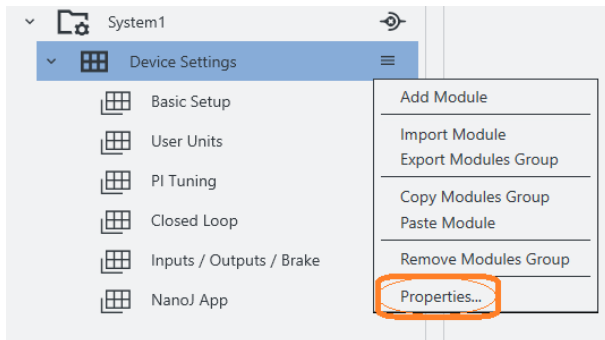 System1
Device Settings
Basic Setup
User Units
PI Tuning
Closed Loop
Inputs / Outputs / Brake
NanoJ App
Add Module
Import Module
Export Modules Group
Copy Modules Group
Paste Module
Remove Modules Group
Properties...